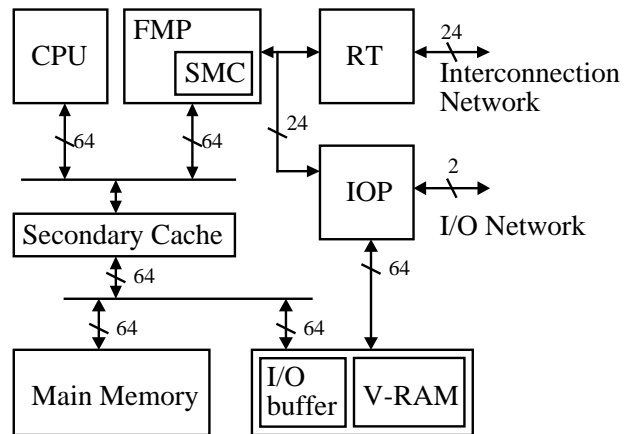 CPU
FMP
SMC
RT
24
Interconnection
Network
64
64
24
IOP
2
I/O Network
Secondary Cache
64
64
64
64
Main Memory
I/O
buffer
V-RAM